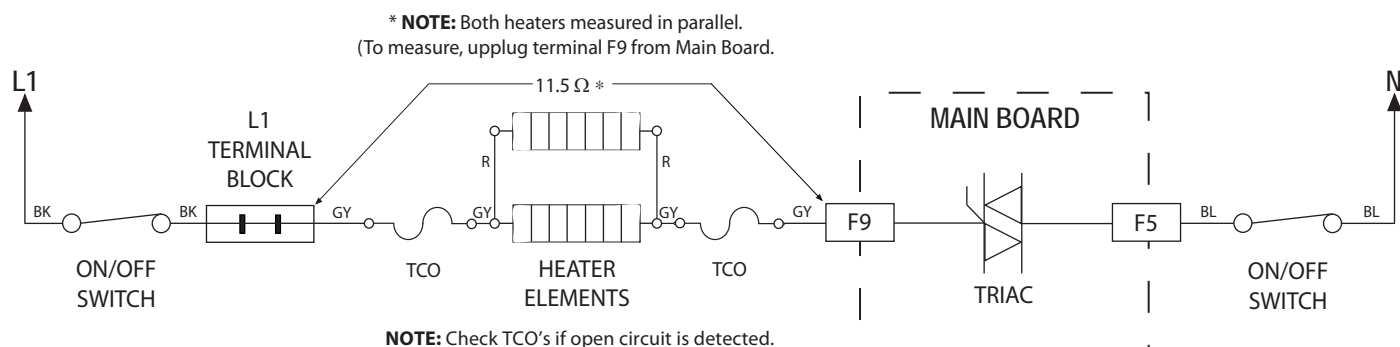 * NOTE: Both heaters measured in parallel.
(To measure, upplug terminal F9 from Main Board.
L1
11.5 Ω *
N
MAIN BOARD
L1
TERMINAL
BLOCK
R
R
BK
BK
GY
GY
GY
GY
F9
F5
BL
BL
ON/OFF
SWITCH
TCO
HEATER
ELEMENTS
TCO
TRIAC
ON/OFF
SWITCH
NOTE: Check TCO's if open circuit is detected.